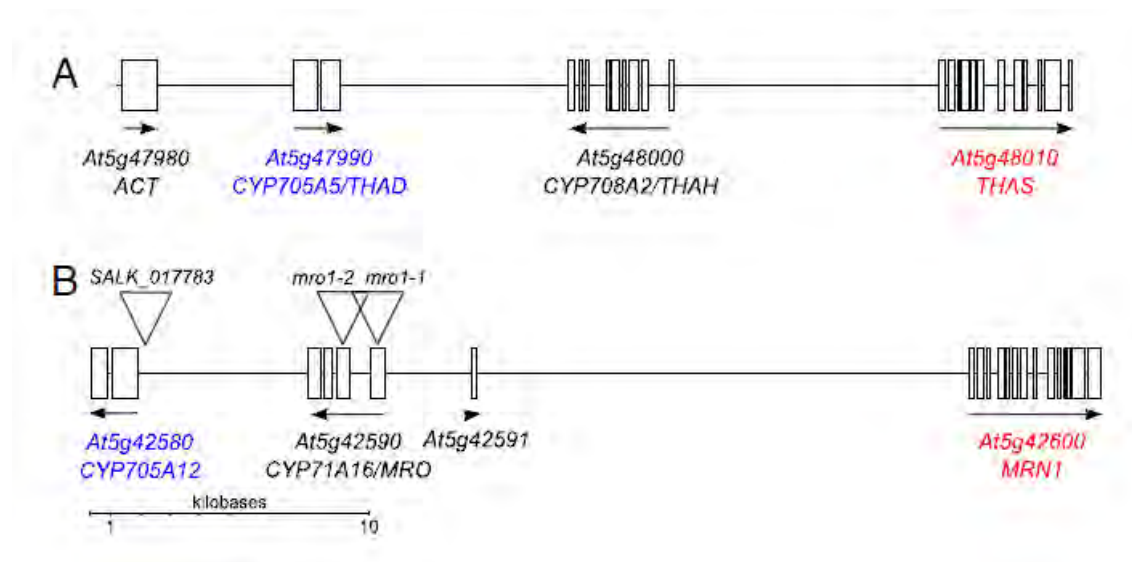 A
At5g47980 At5g47990 At5g48000 At5g48010
ACT CYP705A5/THAD CYP708A2/THAH THAS
B SALK_017783 mro1-2 mro1-1
At5g42580 At5g42590 At5g42591 At5g42600
CYP705A12 CYP71A16/MRO MRN1
kilobases
1 10